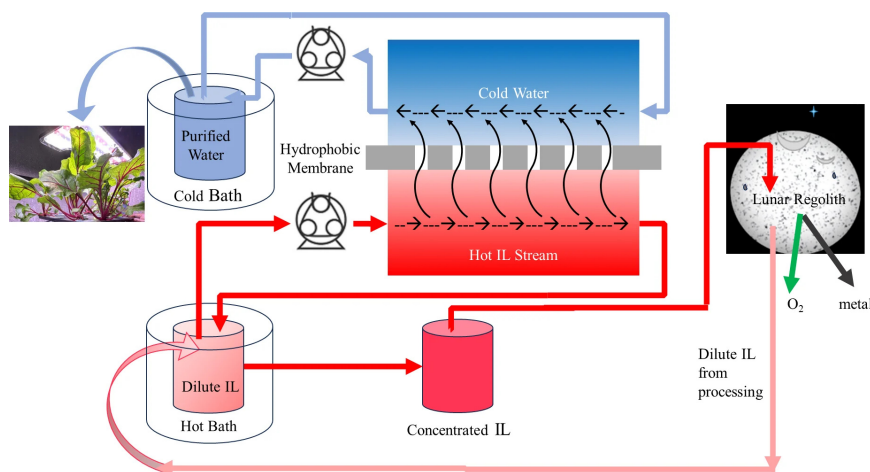 Cold Water
Purified
Water
Hydrophobic
Membrane
Cold Bath
Lunar Regolith
Hot IL Stream
O2
metal
Dilute IL
from
processing
Dilute IL
Hot Bath
Concentrated IL